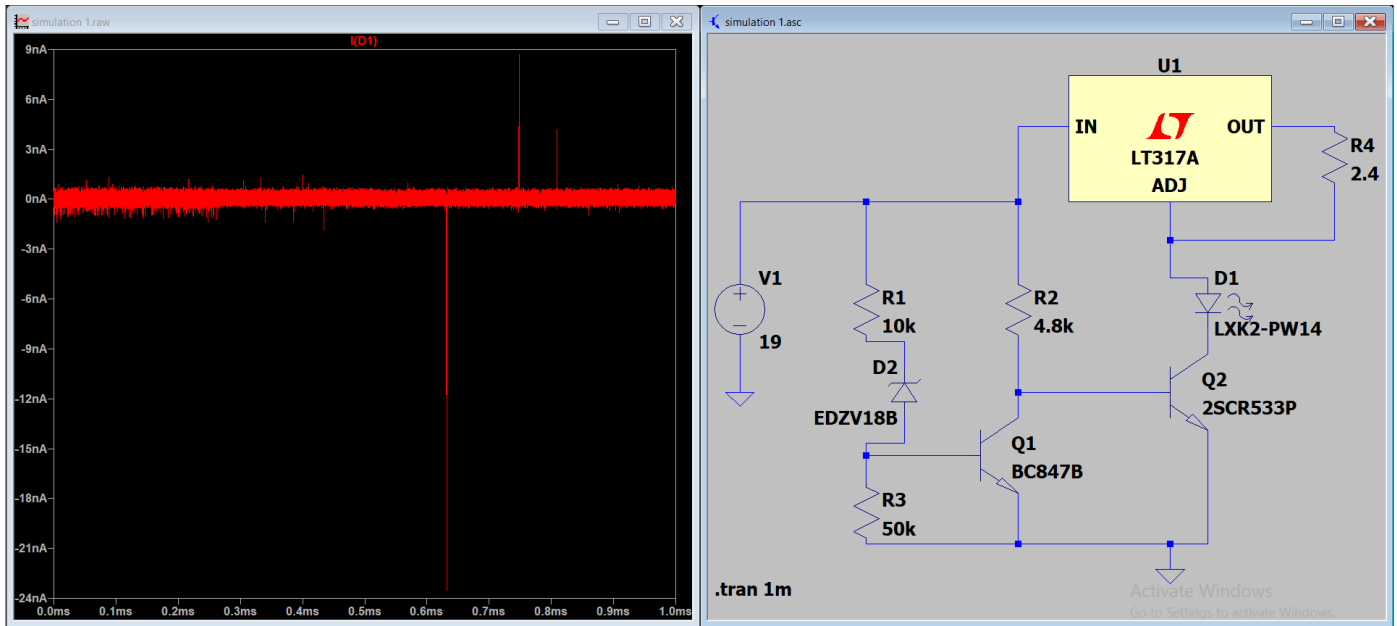 simulation 1.raw
I(D1)
9nA
6nA
3nA
0nA
-3nA
-6nA
-9nA
-12nA
-15nA
-18nA
-21nA
-24nA
0.0ms 0.1ms 0.2ms 0.3ms 0.4ms 0.5ms 0.6ms 0.7ms 0.8ms 0.9ms 1.0ms
simulation 1.asc
U1
IN OUT
LT317A
ADJ
R4
2.4
V1
19
R1
10k
R2
4.8k
D1
LXK2-PW14
D2
EDZV18B
Q2
2SCR533P
Q1
BC847B
R3
50k
.tran 1m
Activate Windows
Go to Settings to activate Windows.